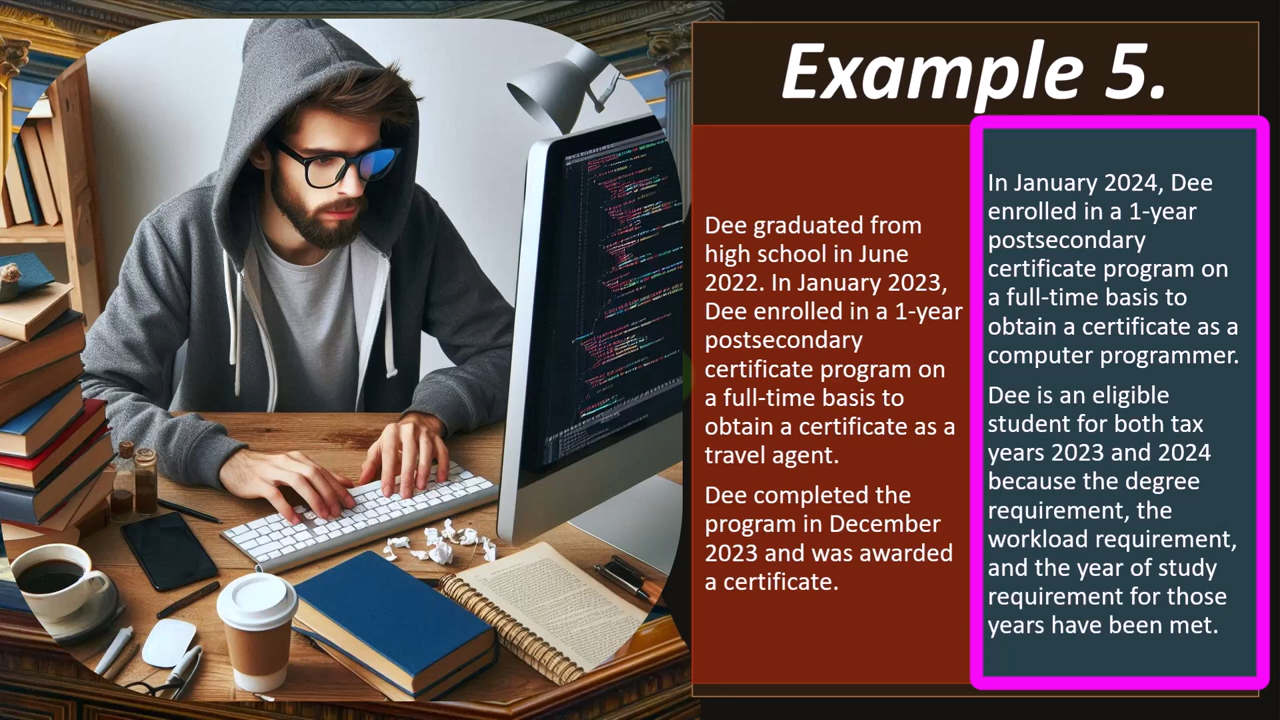 Example 5.
Dee graduated from
high school in June
2022. In January 2023,
Dee enrolled in a 1-year
postsecondary
certificate program on
a full-time basis to
obtain a certificate as a
travel agent.
Dee completed the
program in December
2023 and was awarded
a certificate.
In January 2024, Dee
enrolled in a 1-year
postsecondary
certificate program on
a full-time basis to
obtain a certificate as a
computer programmer.
Dee is an eligible
student for both tax
years 2023 and 2024
because the degree
requirement, the
workload requirement,
and the year of study
requirement for those
years have been met.